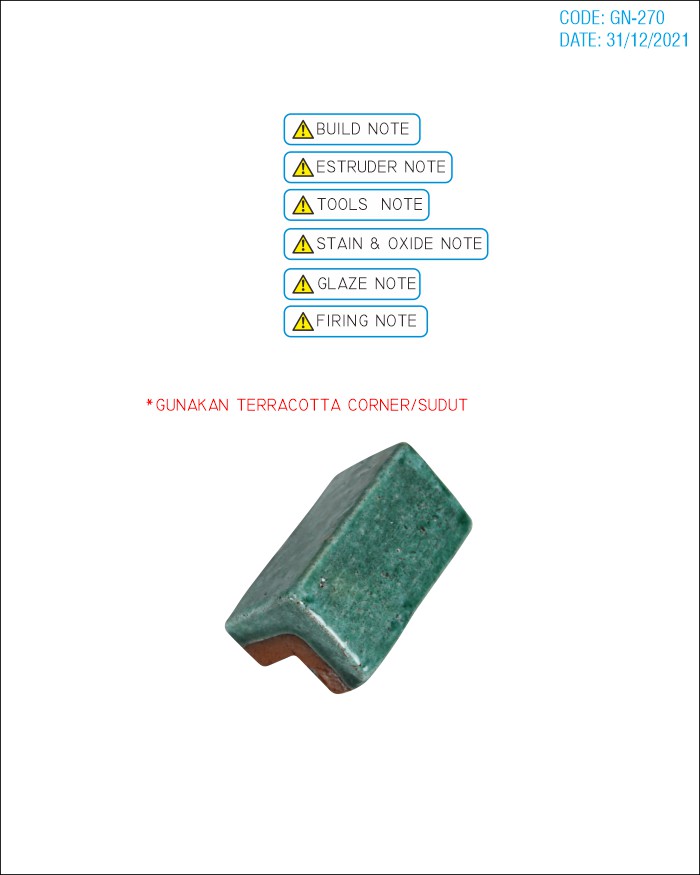 CODE: GN-270
DATE: 31/12/2021
BUILD NOTE
ESTRUDER NOTE
TOOLS NOTE
STAIN & OXIDE NOTE
GLAZE NOTE
FIRING NOTE
*GUNAKAN TERRACOTTA CORNER/SUDUT